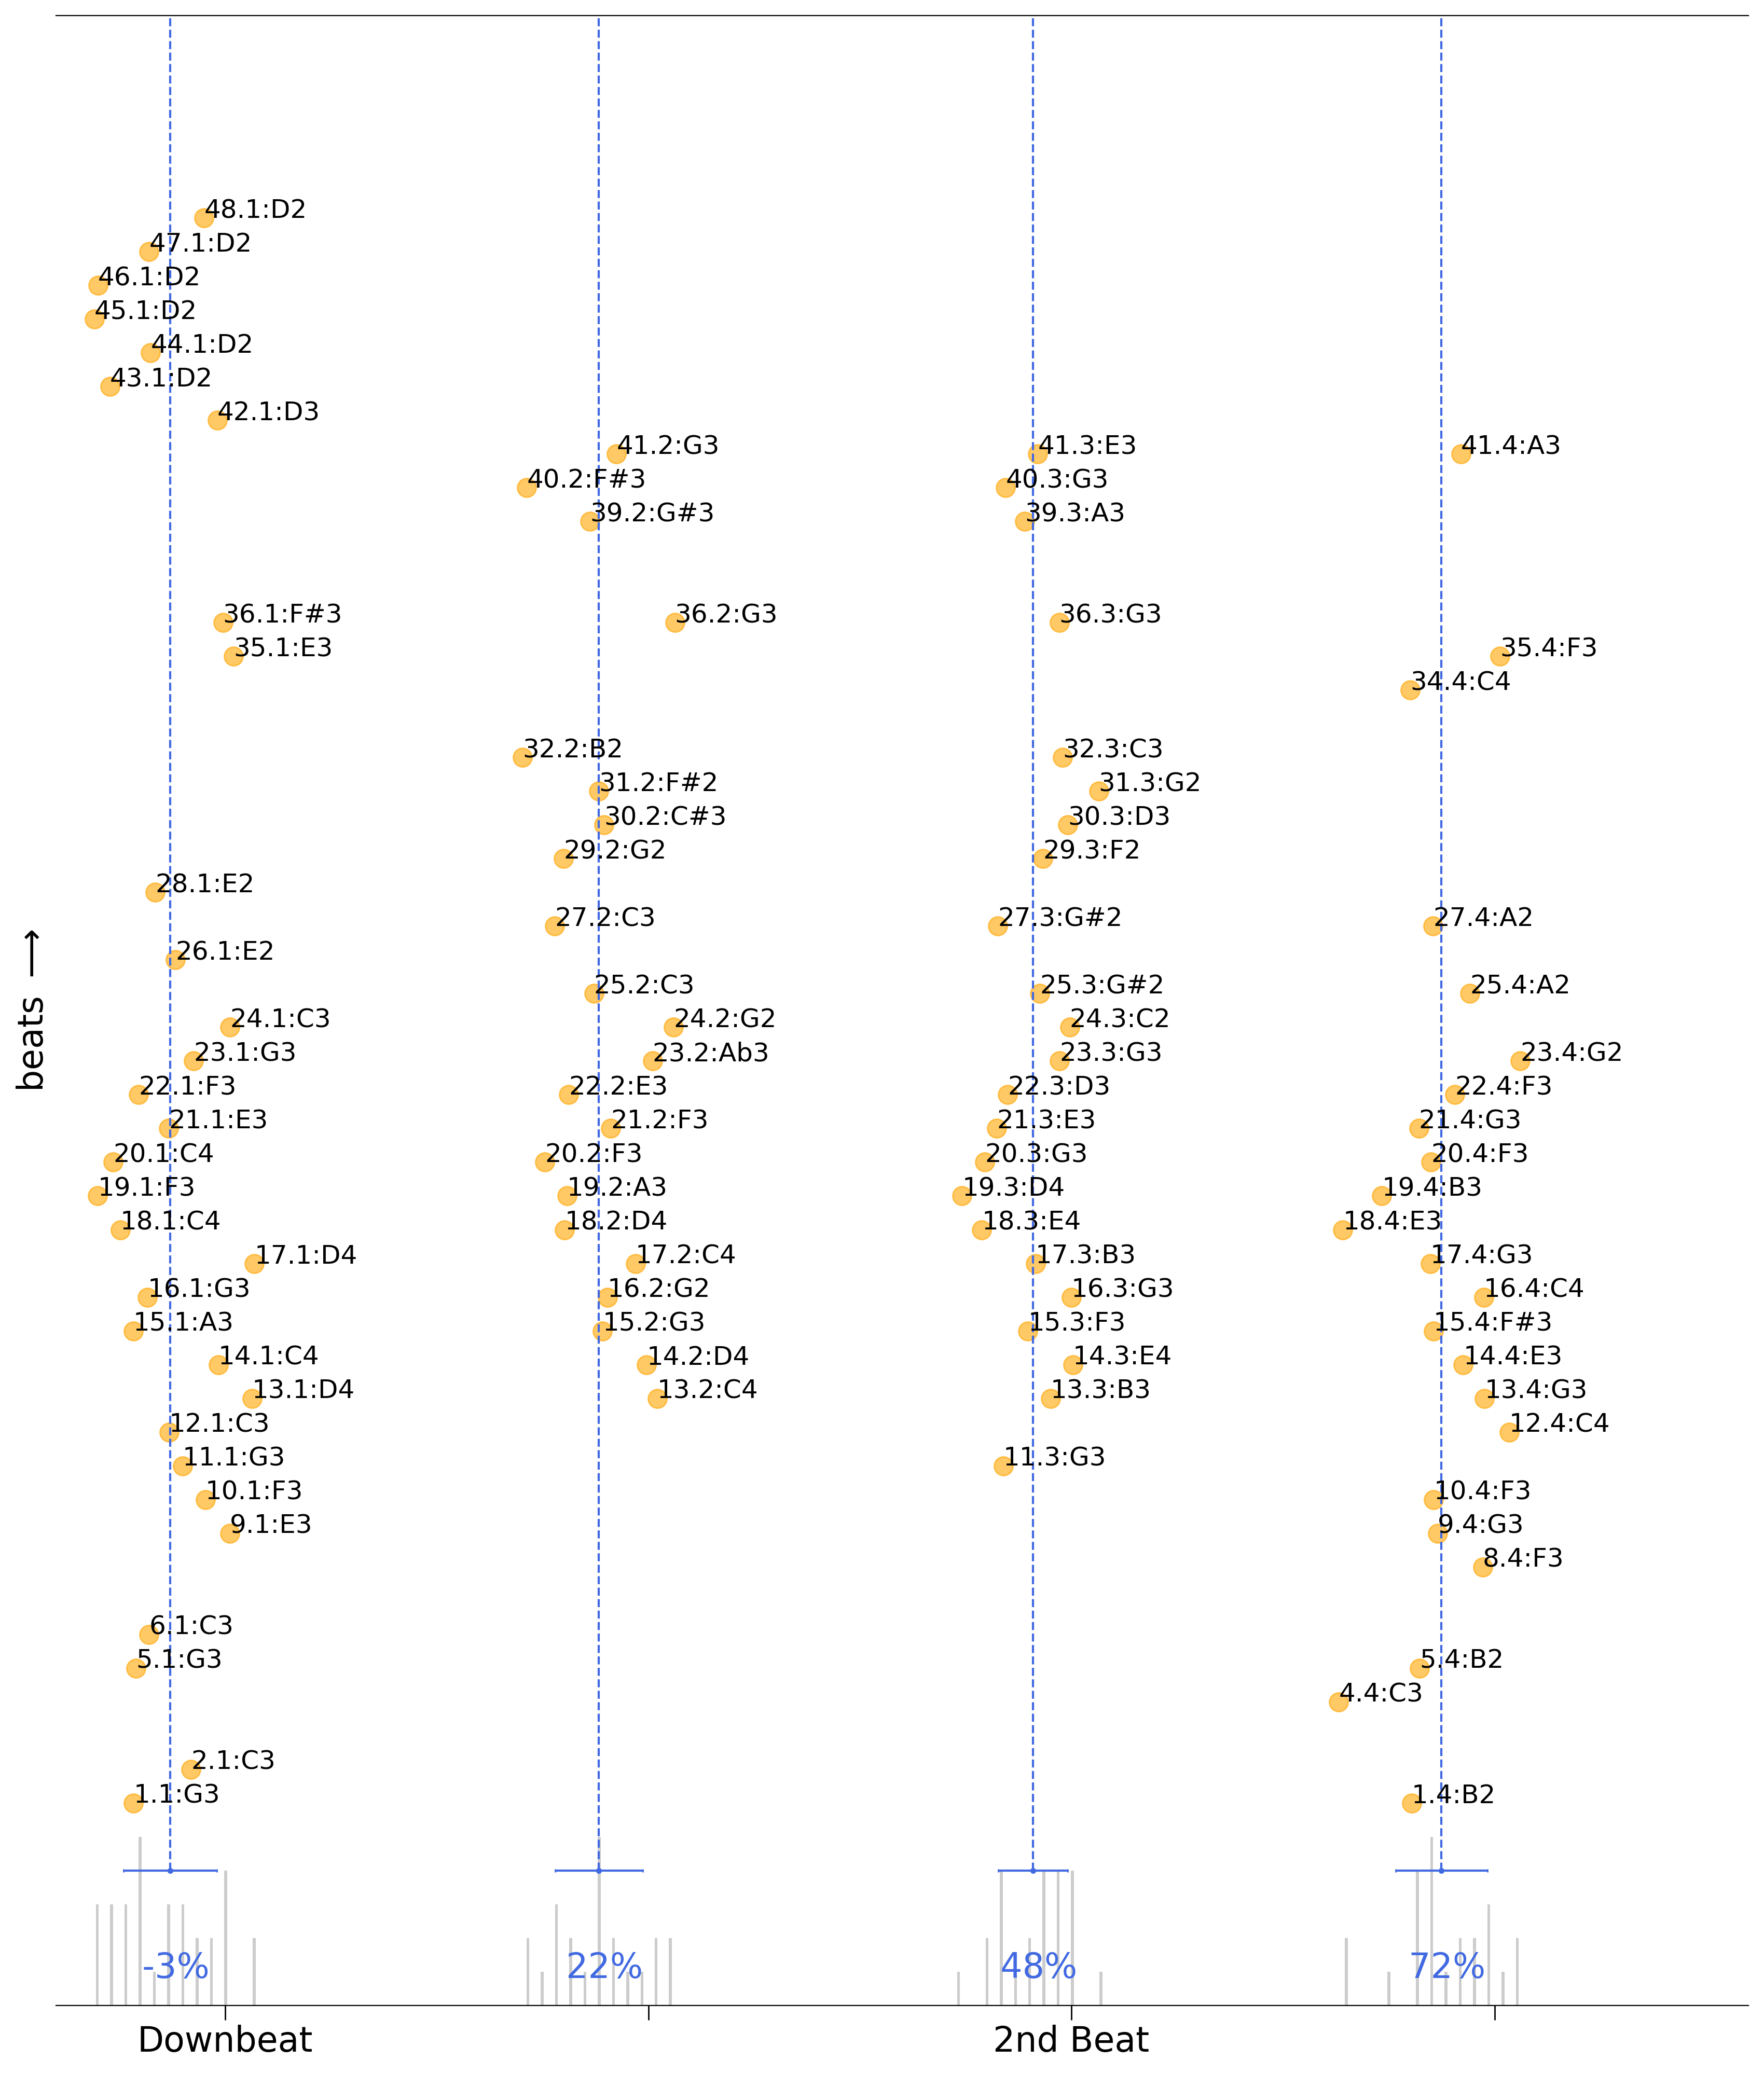 48.1:D2
47.1:D2
46.1:D2
45.1:D2
44.1:D2
43.1:D2
42.1:D3
41.2:G3 41.3:E3 41.4:A3
40.2:F#3 40.3:G3
39.2:G#3 39.3:A3
36.1:F#3 36.2:G3 36.3:G3
35.1:E3 35.4:F3
34.4:C4
32.2:B2 32.3:C3
31.2:F#2 31.3:G2
30.2:C#3 30.3:D3
29.2:G2 29.3:F2
28.1:E2
27.2:C3 27.3:G#2 27.4:A2
26.1:E2
25.2:C3 25.3:G#2 25.4:A2
24.1:C3 24.2:G2 24.3:C2
23.1:G3 23.2:Ab3 23.3:G3 23.4:G2
22.1:F3 22.2:E3 22.3:D3 22.4:F3
21.1:E3 21.2:F3 21.3:E3 21.4:G3
20.1:C4 20.2:F3 20.3:G3 20.4:F3
19.1:F3 19.2:A3 19.3:D4 19.4:B3
18.1:C4 18.2:D4 18.3:E4 18.4:E3
17.1:D4 17.2:C4 17.3:B3 17.4:G3
16.1:G3 16.2:G2 16.3:G3 16.4:C4
15.1:A3 15.2:G3 15.3:F3 15.4:F#3
14.1:C4 14.2:D4 14.3:E4 14.4:E3
13.1:D4 13.2:C4 13.3:B3 13.4:G3
12.1:C3 12.4:C4
11.1:G3 11.3:G3
10.1:F3 10.4:F3
9.1:E3 9.4:G3
8.4:F3
6.1:C3
5.1:G3 5.4:B2
4.4:C3
2.1:C3
1.1:G3 1.4:B2
-3% 22% 48% 72%
Downbeat 2nd Beat
beats →